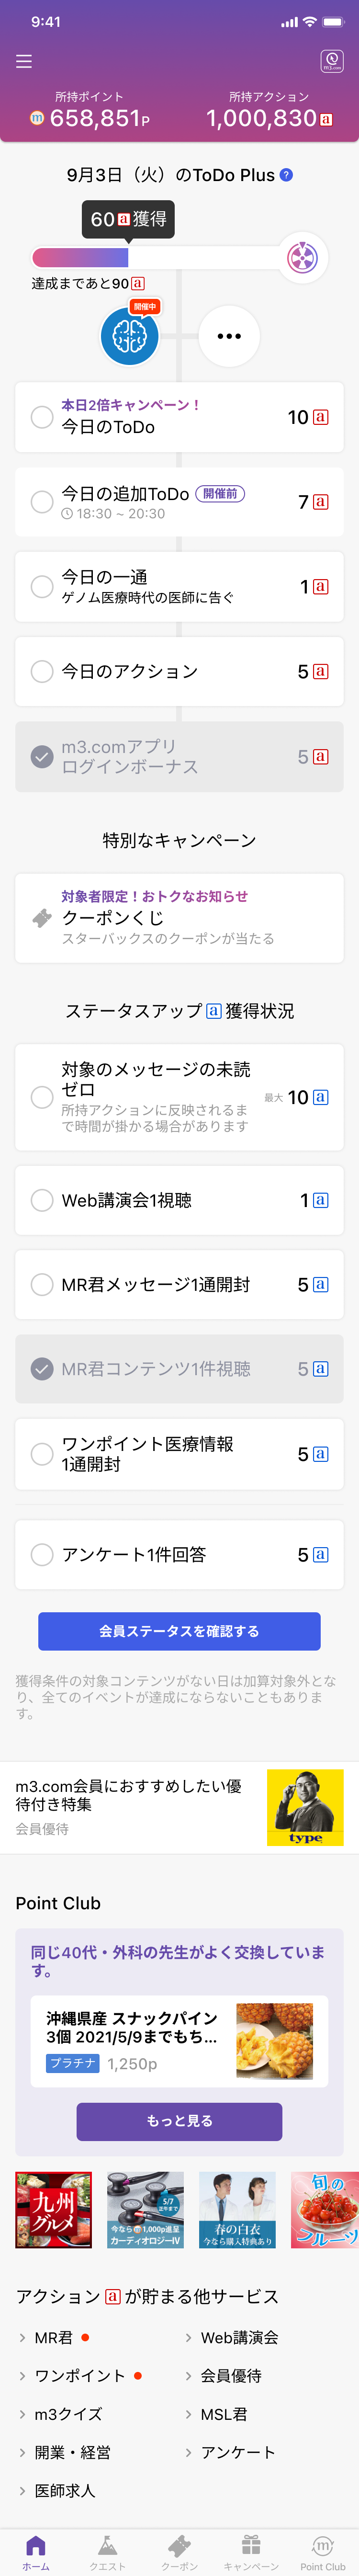 9:41
m3.com
所持ポイント
所持アクション
m 658,851P
1,000,830 a
9月3日（火）のToDo Plus ?
60 a 獲得
達成まであと90 a
開催中
本日2倍キャンペーン！
今日のToDo
10 a
今日の追加ToDo 開催前
18:30 ~ 20:30
7 a
今日の一通
ゲノム医療時代の医師に告ぐ
1 a
今日のアクション
5 a
m3.comアプリ
ログインボーナス
5 a
特別なキャンペーン
対象者限定！おトクなお知らせ
クーポンくじ
スターバックスのクーポンが当たる
ステータスアップ a 獲得状況
対象のメッセージの未読
ゼロ
所持アクションに反映されるま
で時間が掛かる場合があります
最大 10 a
Web講演会1視聴
1 a
MR君メッセージ1通開封
5 a
MR君コンテンツ1件視聴
5 a
ワンポイント医療情報
1通開封
5 a
アンケート1件回答
5 a
会員ステータスを確認する
獲得条件の対象コンテンツがない日は加算対象外とな
り、全てのイベントが達成にならないこともありま
す。
m3.com会員におすすめしたい優
待付き特集
会員優待
type
Point Club
同じ40代・外科の先生がよく交換していま
す。
沖縄県産 スナックパイン
3個 2021/5/9までもち...
プラチナ 1,250p
もっと見る
九州
グルメ
5/7
正午まで
今なら m 1,000p進呈
カーディオロジーIV
春の白衣
今なら購入特典あり
旬の
フルーツ
アクション a が貯まる他サービス
MR君
Web講演会
ワンポイント
会員優待
m3クイズ
MSL君
開業・経営
アンケート
医師求人
ホーム
クエスト
クーポン
キャンペーン
m
Point Club